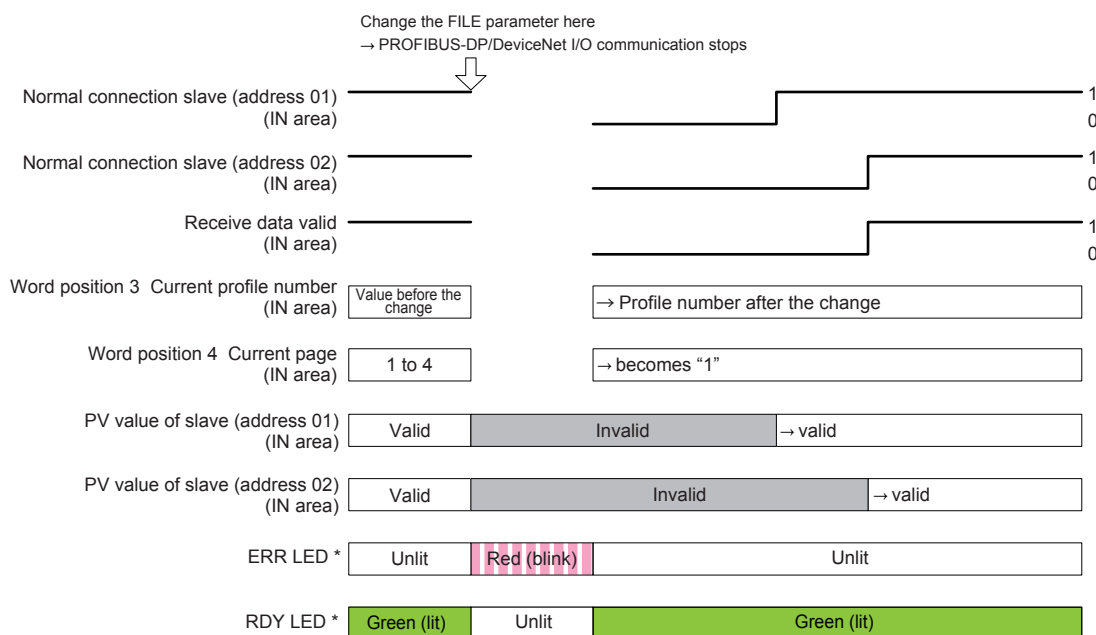 Change the FILE parameter here
→ PROFIBUS-DP/DeviceNet I/O communication stops
Normal connection slave (address 01)
(IN area)
1
0
Normal connection slave (address 02)
(IN area)
1
0
Receive data valid
(IN area)
1
0
Word position 3 Current profile number
(IN area)
Value before the
change
→ Profile number after the change
Word position 4 Current page
(IN area)
1 to 4
→ becomes “1”
PV value of slave (address 01)
(IN area)
Valid
Invalid
→ valid
PV value of slave (address 02)
(IN area)
Valid
Invalid
→ valid
ERR LED *
Unlit
Red (blink)
Unlit
RDY LED *
Green (lit)
Unlit
Green (lit)